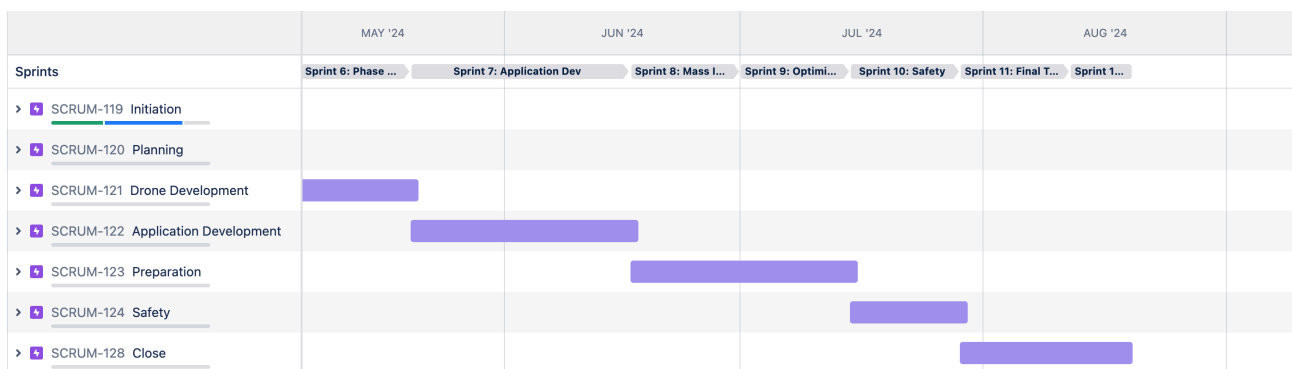 MAY '24 JUN '24 JUL '24 AUG '24
Sprints Sprint 6: Phase ... Sprint 7: Application Dev Sprint 8: Mass I... Sprint 9: Optimi... Sprint 10: Safety Sprint 11: Final T... Sprint 1...
SCRUM-119 Initiation
SCRUM-120 Planning
SCRUM-121 Drone Development
SCRUM-122 Application Development
SCRUM-123 Preparation
SCRUM-124 Safety
SCRUM-128 Close